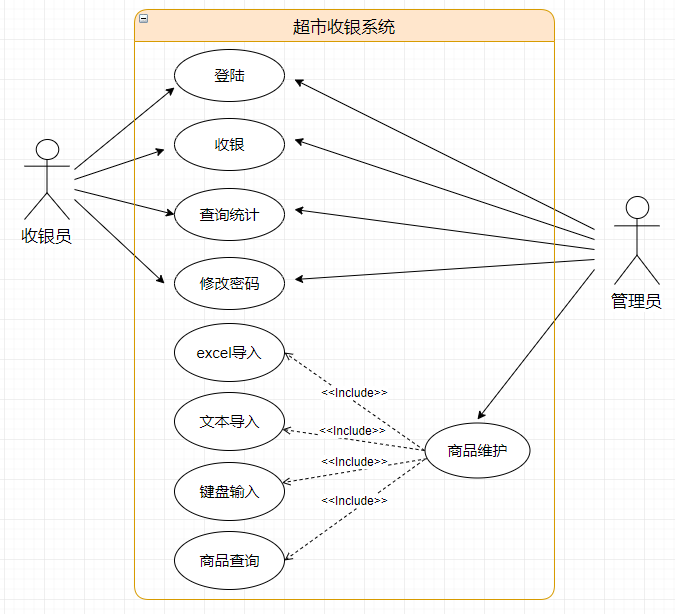 超市收银系统
登陆
收银
查询统计
修改密码
收银员
管理员
excel导入
<<Include>>
文本导入
<<Include>>
商品维护
<<Include>>
键盘输入
<<Include>>
商品查询